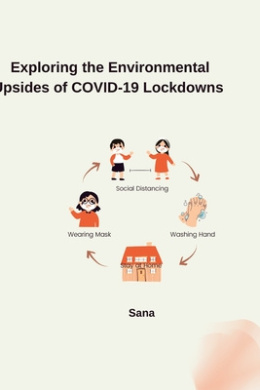 Exploring the Environmental
Upsides of COVID-19 Lockdowns
Social Distancing
Wearing Mask
Washing Hand
Stay at Home
Sana